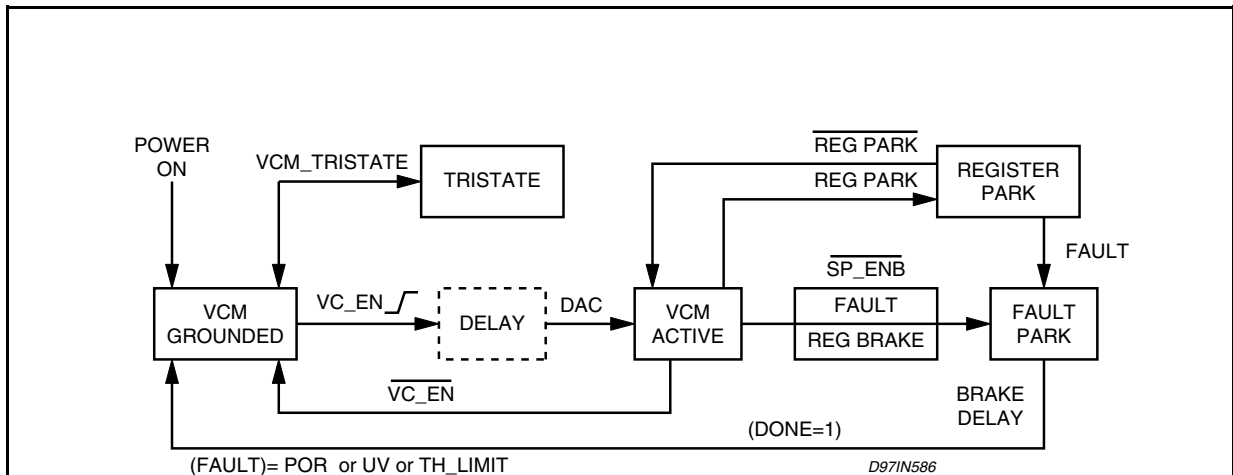 POWER
ON
VCM_TRISTATE
TRISTATE
REG PARK
REG PARK
REGISTER
PARK
FAULT
SP_ENB
VCM
GROUNDED
VC_EN
DELAY
DAC
VCM
ACTIVE
FAULT
REG BRAKE
FAULT
PARK
VC_EN
BRAKE
DELAY
(DONE=1)
(FAULT)= POR or UV or TH_LIMIT
D97IN586